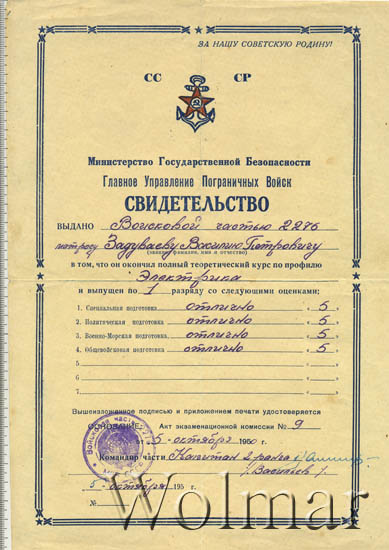 ЗА НАШУ СОВЕТСКУЮ РОДИНУ!
СС СР
Министерство Государственной Безопасности
Главное Управление Пограничных Войск
СВИДЕТЕЛЬСТВО
ВЫДАНО Войсковой частью 2276
матросу Задуваеву Василию Петровичу
(звание, фамилия, имя и отчество)
в том, что он окончил полный теоретический курс по профилю
Электрика
и выпущен по I разряду со следующими оценками:
1. Специальная подготовка отлично „ 5 “
2. Политическая подготовка отлично „ 5 “
3. Военно-Морская подготовка отлично „ 5 “
4. Общевойсковая подготовка отлично „ 5 “
5.
6.
7.
Вышеизложенное подписью и приложением печати удостоверяется
ОСНОВАНИЕ: Акт экзаменационной комиссии № 9
5 октября 1950 г.
Командир части Капитан 2 ранга
/ Васильев /
„ 5 “ октября 195 г.
№
Войсковая часть
Wolmar